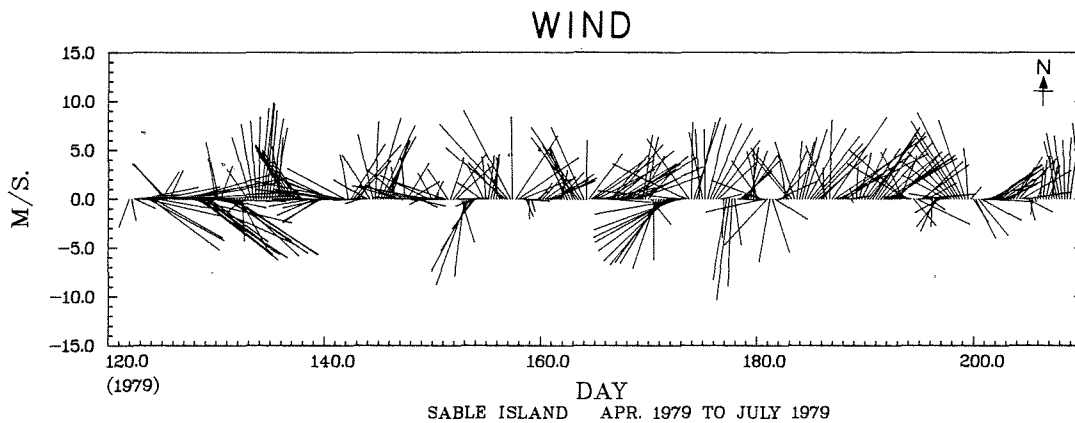 WIND
15.0
10.0
5.0
0.0
−5.0
−10.0
−15.0
M/S.
N
120.0 140.0 160.0 180.0 200.0
(1979)
DAY
SABLE ISLAND APR. 1979 TO JULY 1979